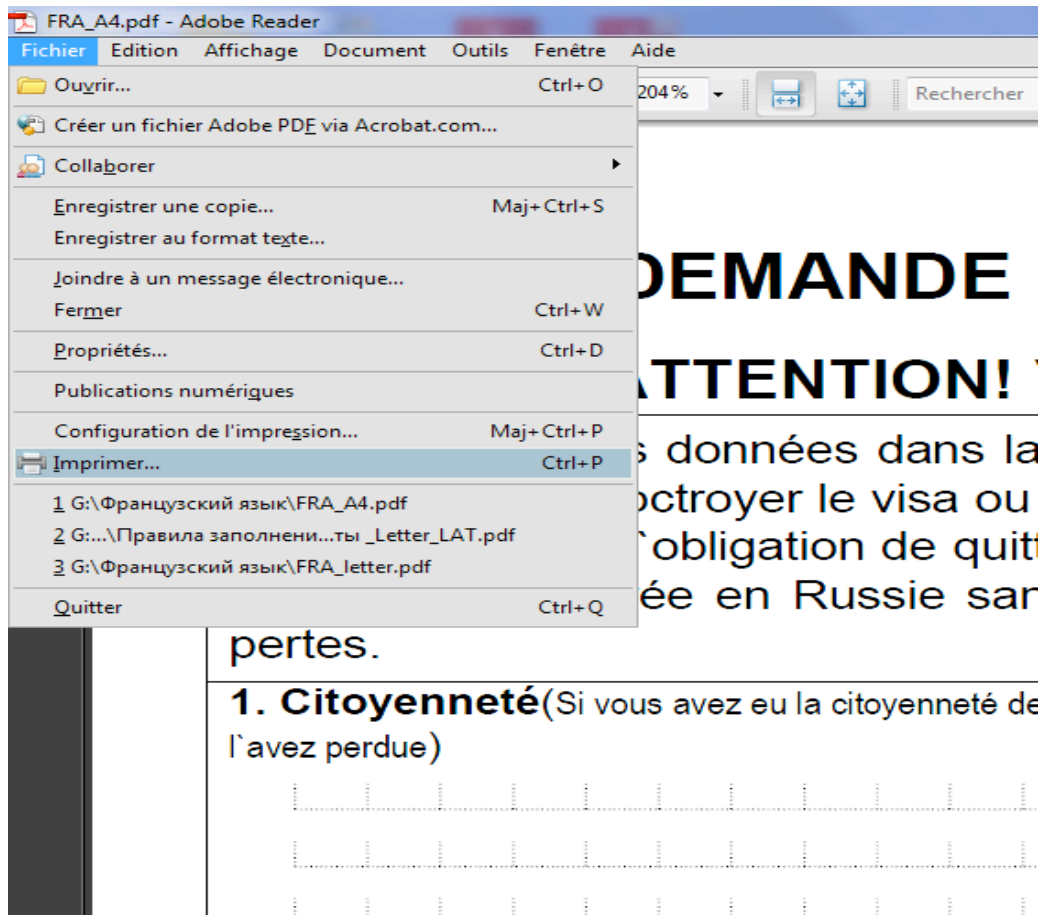 FRA_A4.pdf - Adobe Reader
Fichier Edition Affichage Document Outils Fenêtre Aide
Ouvrir... Ctrl+O
204% Rechercher
Créer un fichier Adobe PDF via Acrobat.com...
Collaborer
Enregistrer une copie... Maj+Ctrl+S
Enregistrer au format texte...
Joindre à un message électronique...
Fermer Ctrl+W
Propriétés... Ctrl+D
Publications numériques
Configuration de l'impression... Maj+Ctrl+P
Imprimer... Ctrl+P
1 G:\Французский язык\FRA_A4.pdf
2 G:...\Правила заполнени...ты _Letter_LAT.pdf
3 G:\Французский язык\FRA_letter.pdf
Quitter Ctrl+Q
DEMANDE
ATTENTION!
données dans la
octroyer le visa ou
`obligation de quitt
ée en Russie san
pertes.
1. Citoyenneté(Si vous avez eu la citoyenneté de
l`avez perdue)